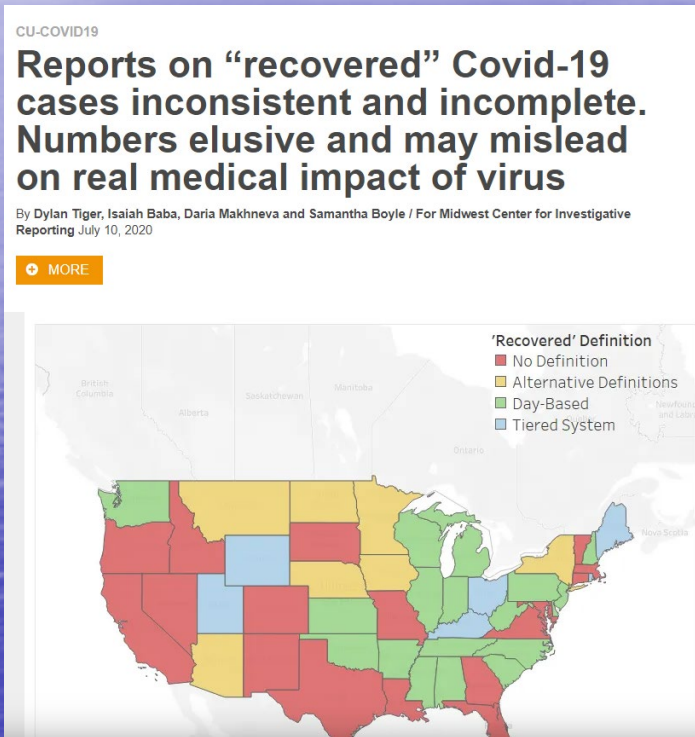 CU-COVID19
Reports on “recovered” Covid-19
cases inconsistent and incomplete.
Numbers elusive and may mislead
on real medical impact of virus
By Dylan Tiger, Isaiah Baba, Daria Makhneva and Samantha Boyle / For Midwest Center for Investigative
Reporting July 10, 2020
MORE
'Recovered' Definition
No Definition
Alternative Definitions
Day-Based
Tiered System
British
Columbia
Alberta
Saskatchewan
Manitoba
Ontario
Nova Scotia